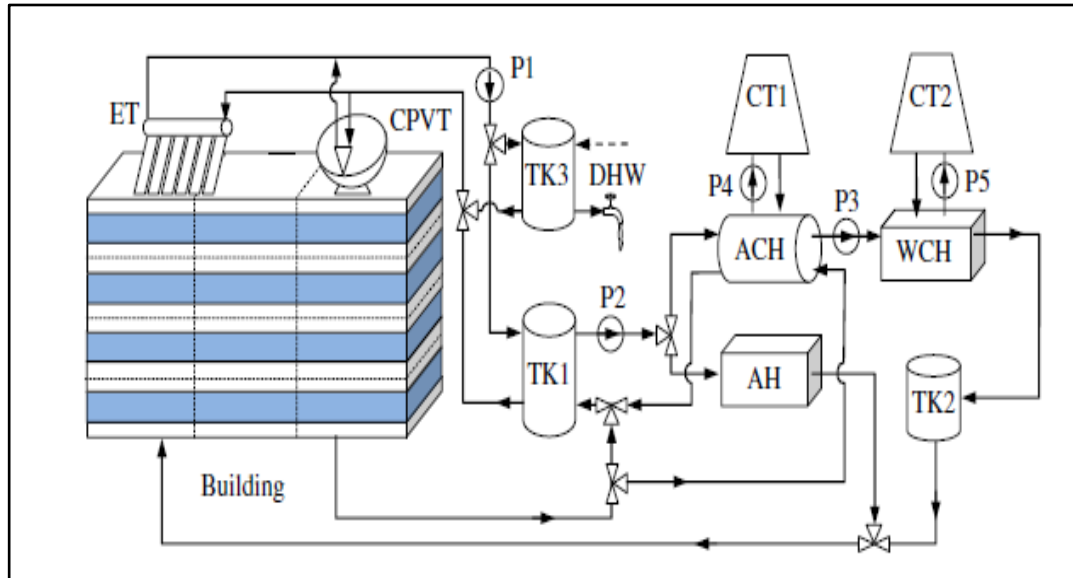 P1
ET
CPVT
CT1
CT2
TK3
DHW
P4
P5
P3
ACH
WCH
P2
TK1
AH
TK2
Building